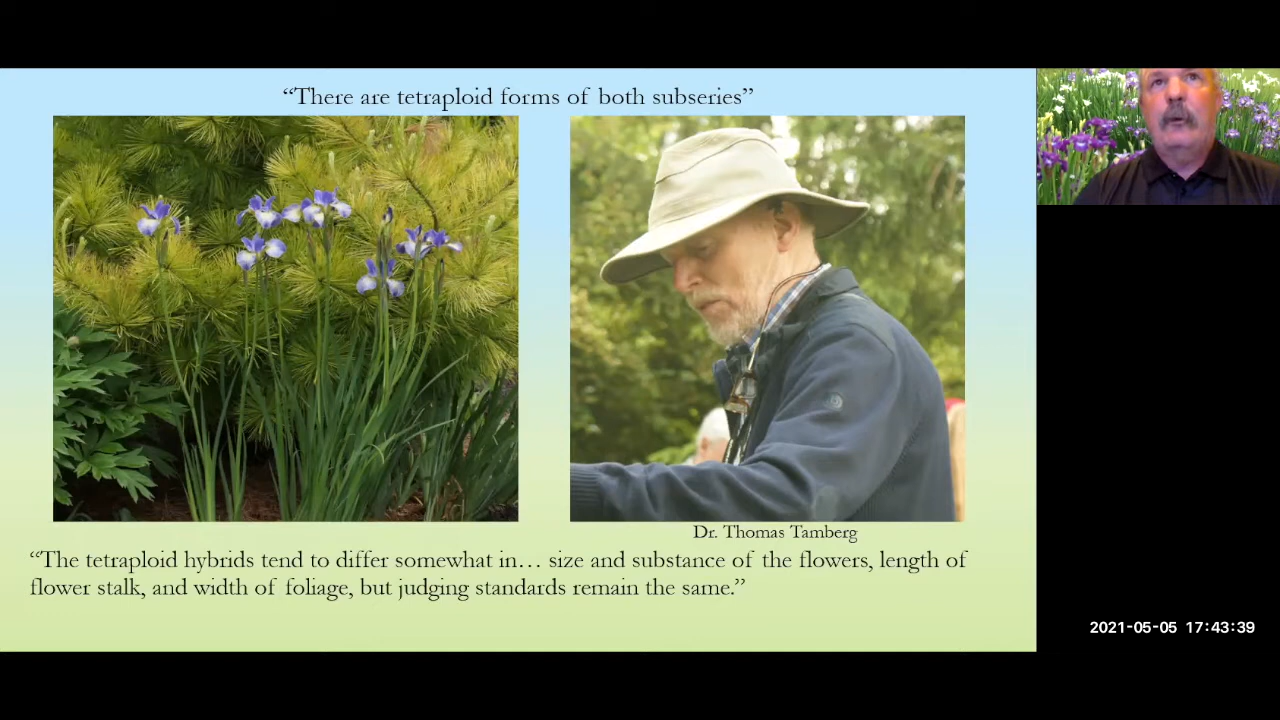 “There are tetraploid forms of both subseries”
Dr. Thomas Tamberg
“The tetraploid hybrids tend to differ somewhat in… size and substance of the flowers, length of
flower stalk, and width of foliage, but judging standards remain the same.”
2021-05-05 17:43:39